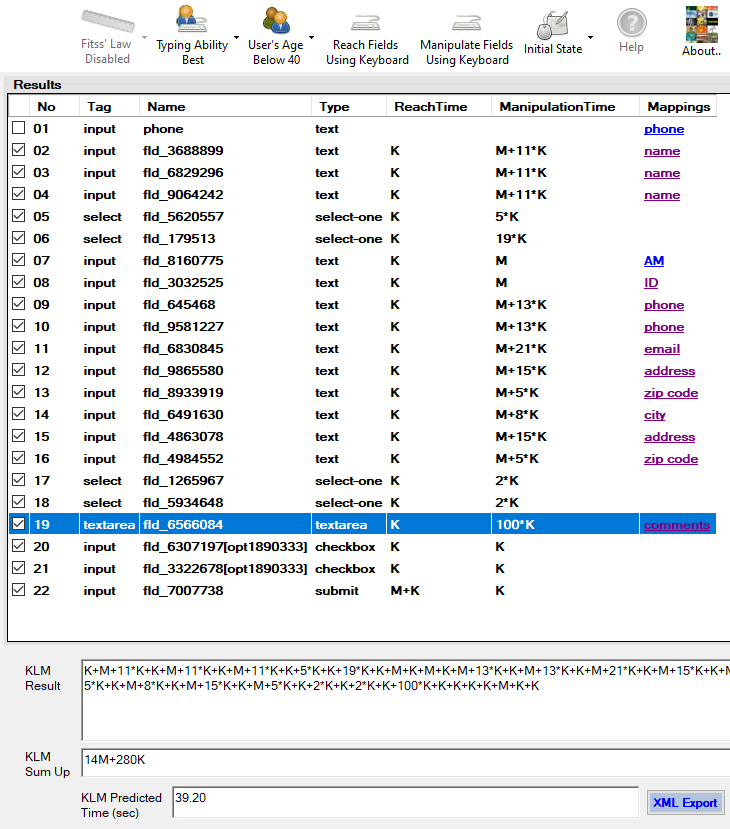 Fitss' Law Disabled
Typing Ability Best
User's Age Below 40
Reach Fields Using Keyboard
Manipulate Fields Using Keyboard
Initial State
Help
About..
Results
No Tag Name Type ReachTime ManipulationTime Mappings
01 input phone text phone
02 input fld_3688899 text K M+11*K name
03 input fld_6829296 text K M+11*K name
04 input fld_9064242 text K M+11*K name
05 select fld_5620557 select-one K 5*K
06 select fld_179513 select-one K 19*K
07 input fld_8160775 text K M AM
08 input fld_3032525 text K M ID
09 input fld_645468 text K M+13*K phone
10 input fld_9581227 text K M+13*K phone
11 input fld_6830845 text K M+21*K email
12 input fld_9865580 text K M+15*K address
13 input fld_8933919 text K M+5*K zip code
14 input fld_6491630 text K M+8*K city
15 input fld_4863078 text K M+15*K address
16 input fld_4984552 text K M+5*K zip code
17 select fld_1265967 select-one K 2*K
18 select fld_5934648 select-one K 2*K
19 textarea fld_6566084 textarea K 100*K comments
20 input fld_6307197[opt1890333] checkbox K K
21 input fld_3322678[opt1890333] checkbox K K
22 input fld_7007738 submit M+K K
KLM Result
K+M+11*K+K+M+11*K+K+M+11*K+K+5*K+K+19*K+K+M+K+M+K+M+13*K+K+M+13*K+K+M+21*K+K+M+15*K+K+M
5*K+K+M+8*K+K+M+15*K+K+M+5*K+K+2*K+K+2*K+K+100*K+K+K+K+K+M+K+K
KLM Sum Up
14M+280K
KLM Predicted Time (sec)
39.20
XML Export